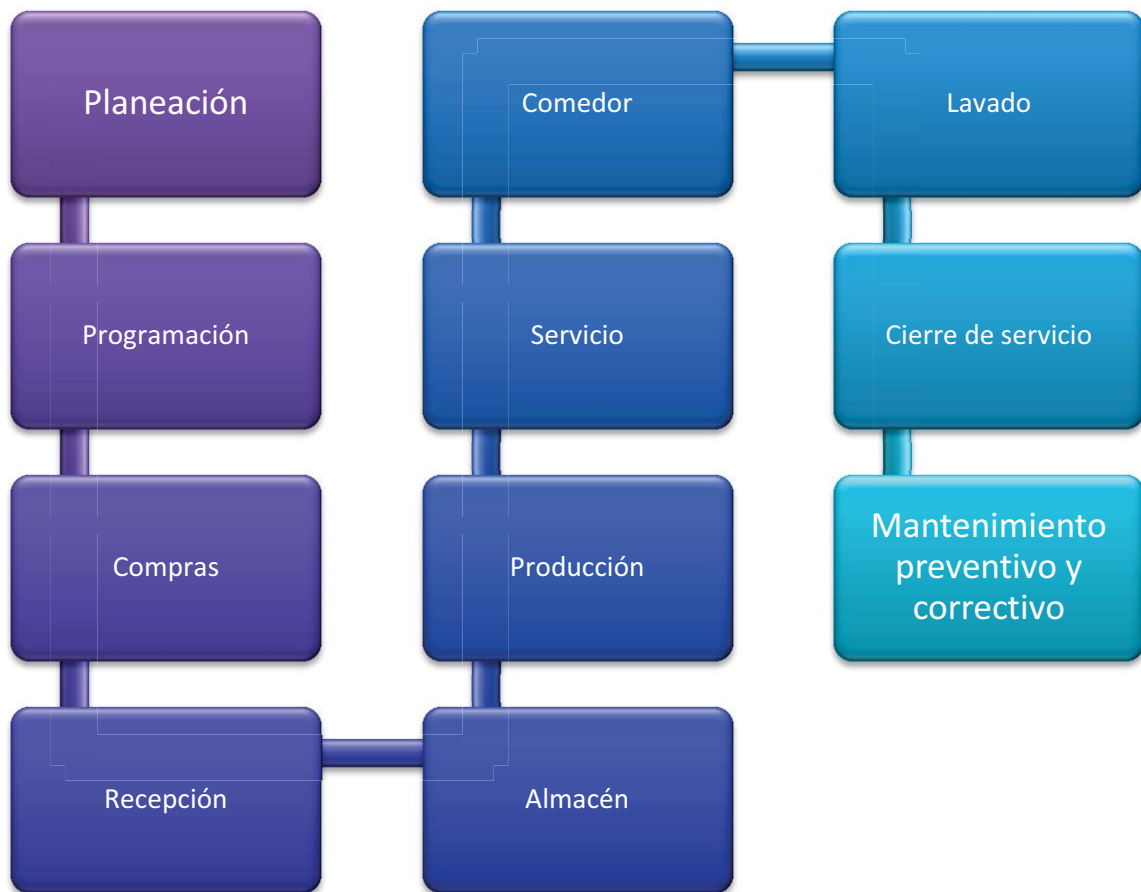 Planeación
Programación
Compras
Recepción
Almacén
Producción
Servicio
Comedor
Lavado
Cierre de servicio
Mantenimiento
preventivo y
correctivo